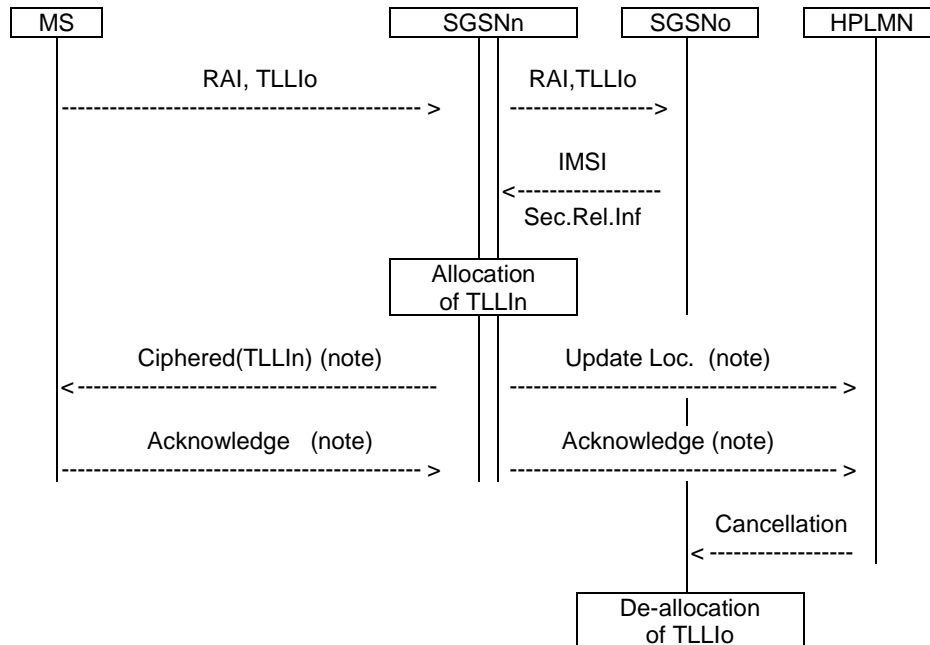 MS SGSNn SGSNo HPLMN
RAI, TLLIo RAI,TLLIo
IMSI
Sec.Rel.Inf
Allocation
of TLLIn
Ciphered(TLLIn) (note) Update Loc. (note)
Acknowledge (note) Acknowledge (note)
Cancellation
De-allocation
of TLLIo